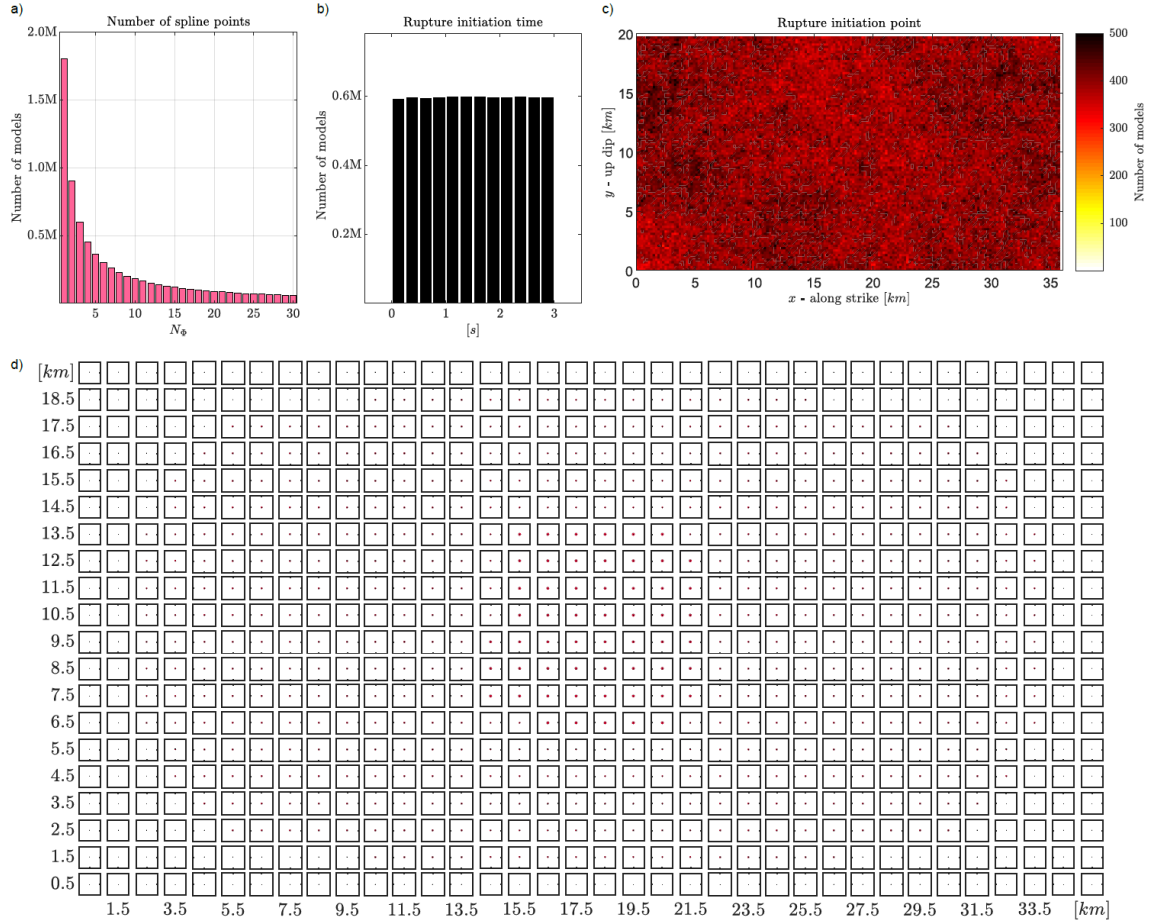 a)
Number of spline points
2.0M
1.5M
1.0M
0.5M
Number of models
5 10 15 20 25 30
N_Φ
b)
Rupture initiation time
0.6M
0.4M
0.2M
Number of models
0 1 2 3
[s]
c)
Rupture initiation point
20
15
10
5
0
y - up dip [km]
0 5 10 15 20 25 30 35
x - along strike [km]
500
400
300
200
100
Number of models
d)
[km]
18.5
17.5
16.5
15.5
14.5
13.5
12.5
11.5
10.5
9.5
8.5
7.5
6.5
5.5
4.5
3.5
2.5
1.5
0.5
1.5 3.5 5.5 7.5 9.5 11.5 13.5 15.5 17.5 19.5 21.5 23.5 25.5 27.5 29.5 31.5 33.5 [km]